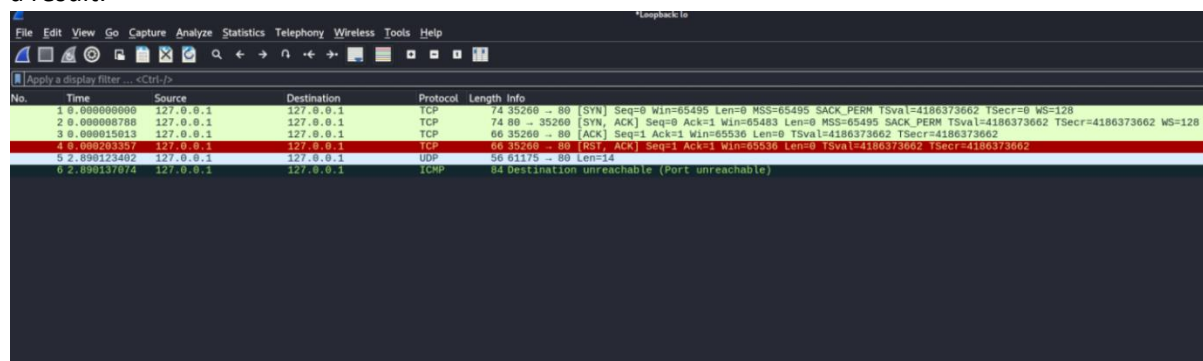 a result.
*Loopback: lo
File Edit View Go Capture Analyze Statistics Telephony Wireless Tools Help
Apply a display filter ... <Ctrl-/>
No. Time Source Destination Protocol Length Info
1 0.000000000 127.0.0.1 127.0.0.1 TCP 74 35260 → 80 [SYN] Seq=0 Win=65495 Len=0 MSS=65495 SACK_PERM TSval=4186373662 TSecr=0 WS=128
2 0.000008788 127.0.0.1 127.0.0.1 TCP 74 80 → 35260 [SYN, ACK] Seq=0 Ack=1 Win=65483 Len=0 MSS=65495 SACK_PERM TSval=4186373662 TSecr=4186373662 WS=128
3 0.000015013 127.0.0.1 127.0.0.1 TCP 66 35260 → 80 [ACK] Seq=1 Ack=1 Win=65536 Len=0 TSval=4186373662 TSecr=4186373662
4 0.000203357 127.0.0.1 127.0.0.1 TCP 66 35260 → 80 [RST, ACK] Seq=1 Ack=1 Win=65536 Len=0 TSval=4186373662 TSecr=4186373662
5 2.890123402 127.0.0.1 127.0.0.1 UDP 56 61175 → 80 Len=14
6 2.890137074 127.0.0.1 127.0.0.1 ICMP 84 Destination unreachable (Port unreachable)